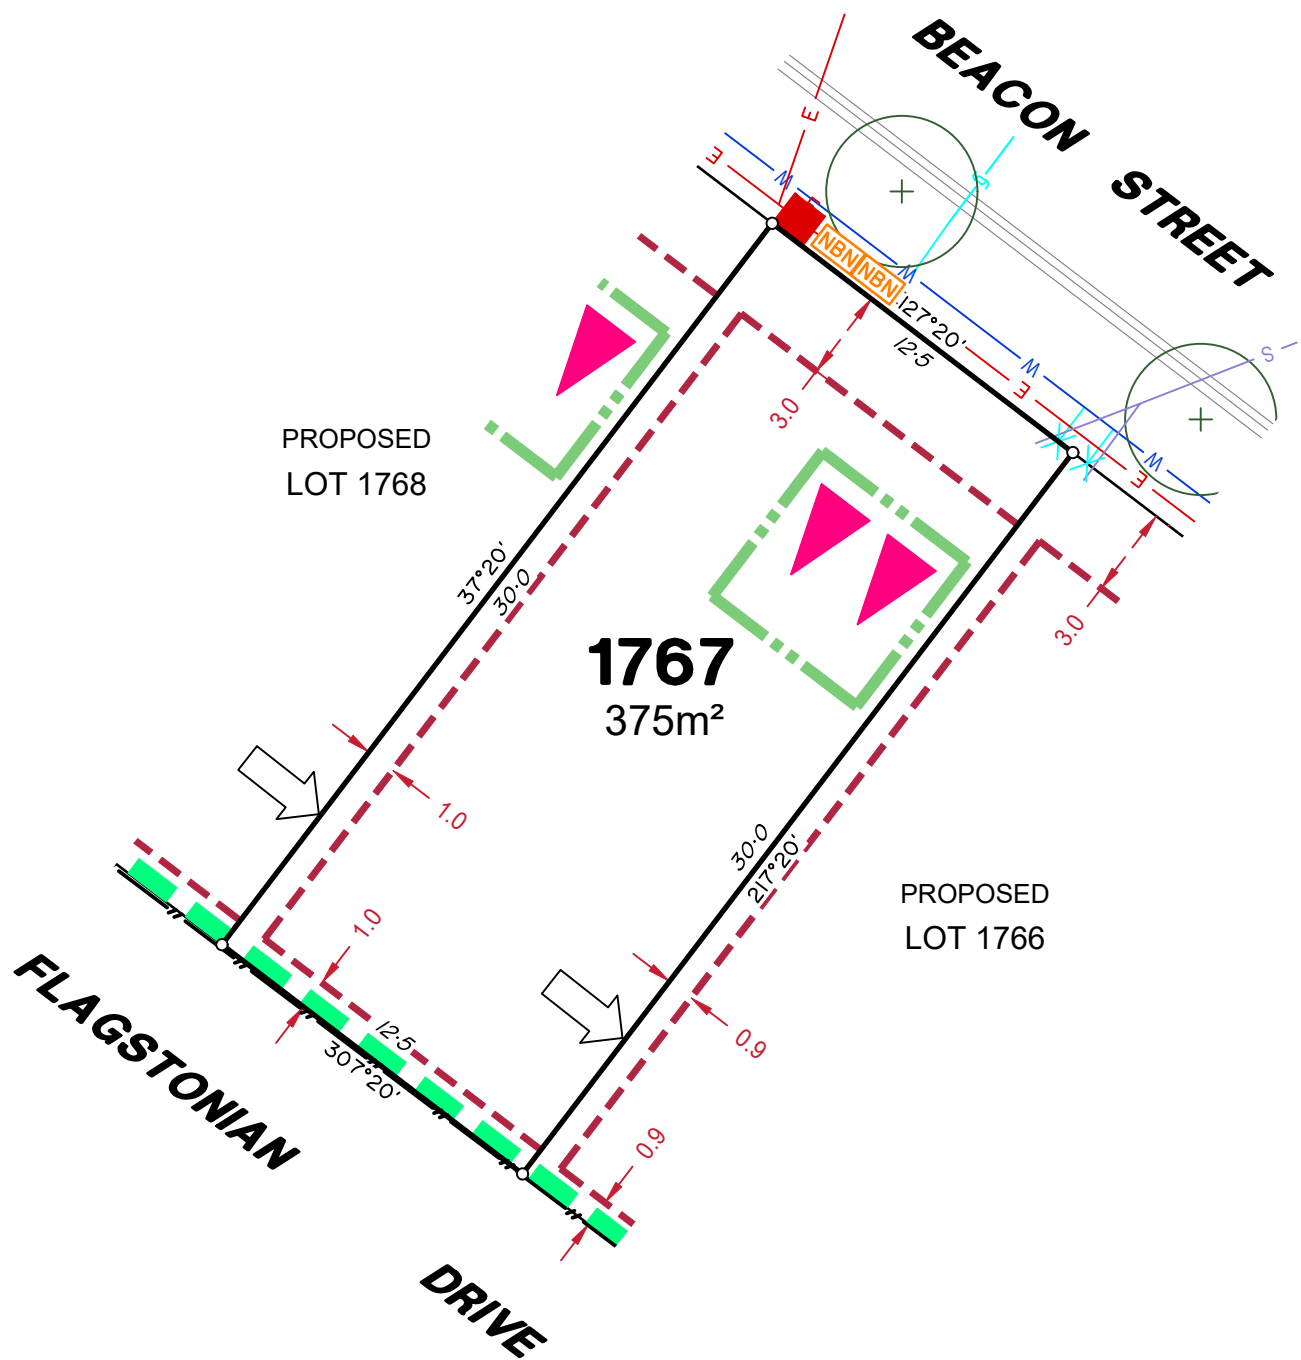 BEACON STREET
E
E
W
g
NBN
NBN
W
127°20'
12·5
W
E
S
3.0
PROPOSED
LOT 1768
W
E
37°20'
30·0
3.0
1767
375m²
1.0
30·0
217°20'
PROPOSED
LOT 1766
1.0
12·5
307°20'
0.9
0.9
FLAGSTONIAN DRIVE